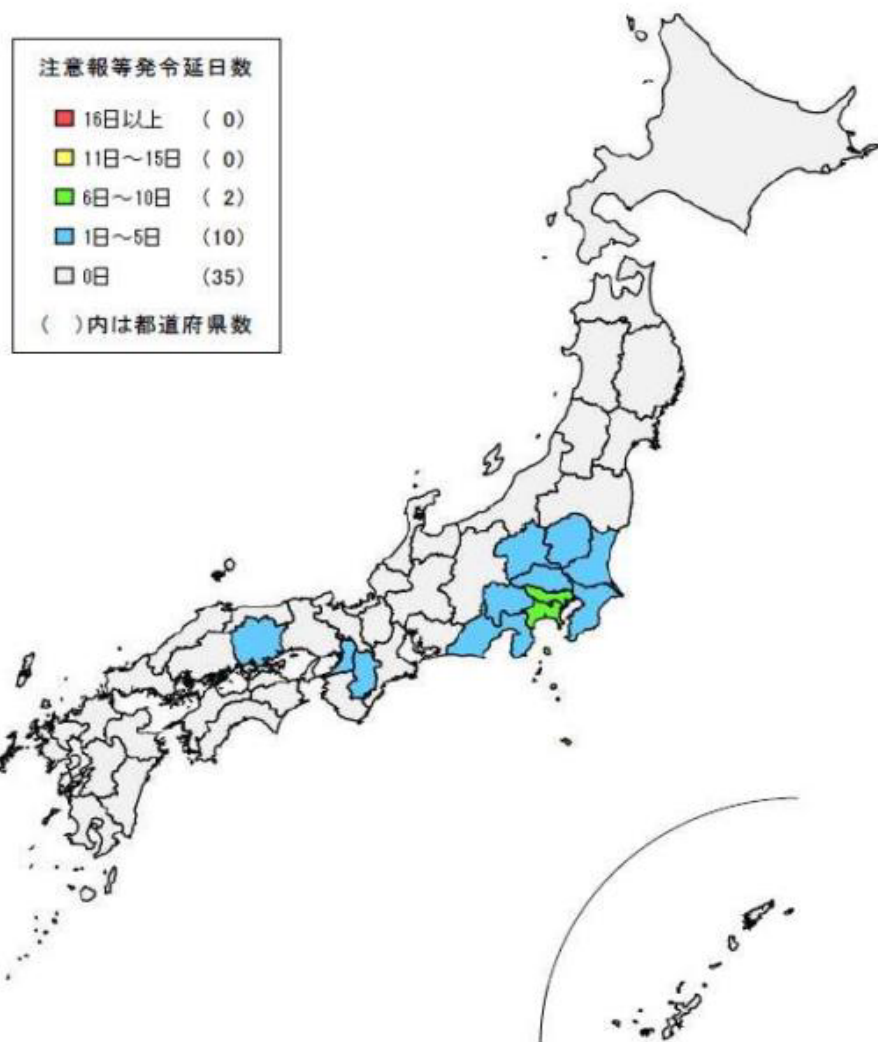 注意報等発令延日数
16日以上 ( 0)
11日～15日 ( 0)
6日～10日 ( 2)
1日～5日 (10)
0日 (35)
( )内は都道府県数